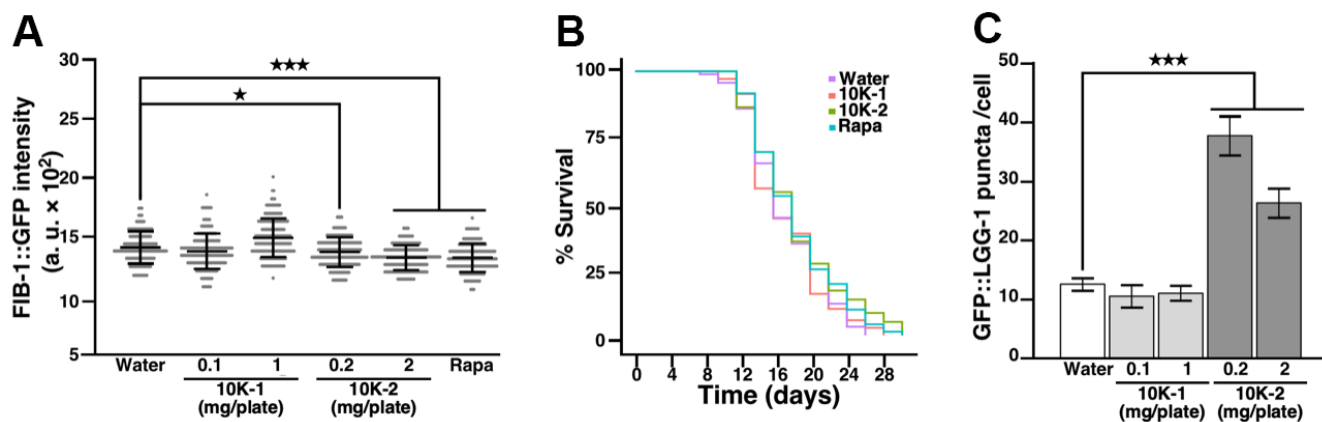 A
FIB-1::GFP intensity
(a. u. × 10²)
30
25
20
15
10
5
★★★
★
Water
0.1
1
0.2
2
Rapa
10K-1
(mg/plate)
10K-2
(mg/plate)
B
% Survival
100
75
50
25
0
Water
10K-1
10K-2
Rapa
0 4 8 12 16 20 24 28
Time (days)
C
GFP::LGG-1 puncta /cell
50
40
30
20
10
0
★★★
Water
0.1
1
0.2
2
10K-1
(mg/plate)
10K-2
(mg/plate)